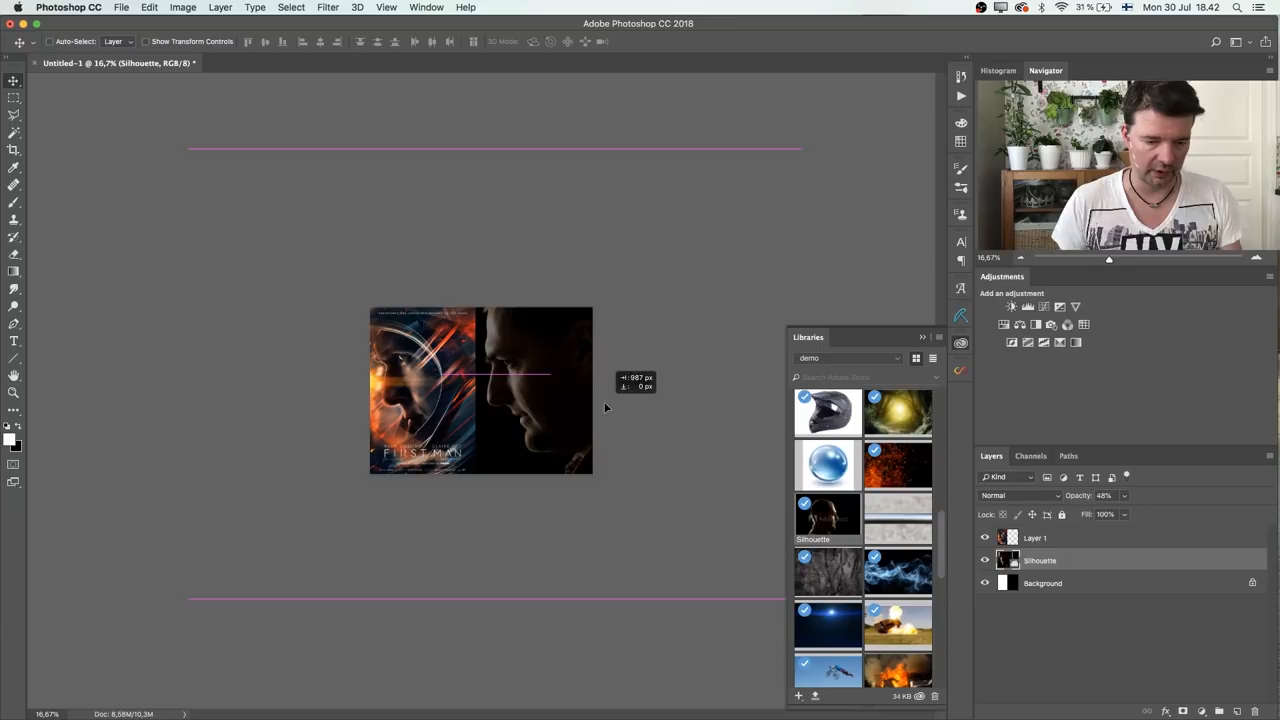 Photoshop CC File Edit Image Layer Type Select Filter 3D View Window Help 31 % Mon 30 Jul 18.42
Adobe Photoshop CC 2018
Auto-Select: Layer Show Transform Controls 3D Mode:
Untitled-1 @ 16,7% (Silhouette, RGB/8) *
Histogram Navigator
16,67%
Adjustments
Add an adjustment
Libraries
demo
Search Adobe Stock
Silhouette
34 KB
:987 px
: 0 px
FIRST MAN
Layers Channels Paths
Kind
Normal Opacity: 48%
Lock: Fill: 100%
Layer 1
Silhouette
Background
16,67% Doc: 8,58M/10,3M